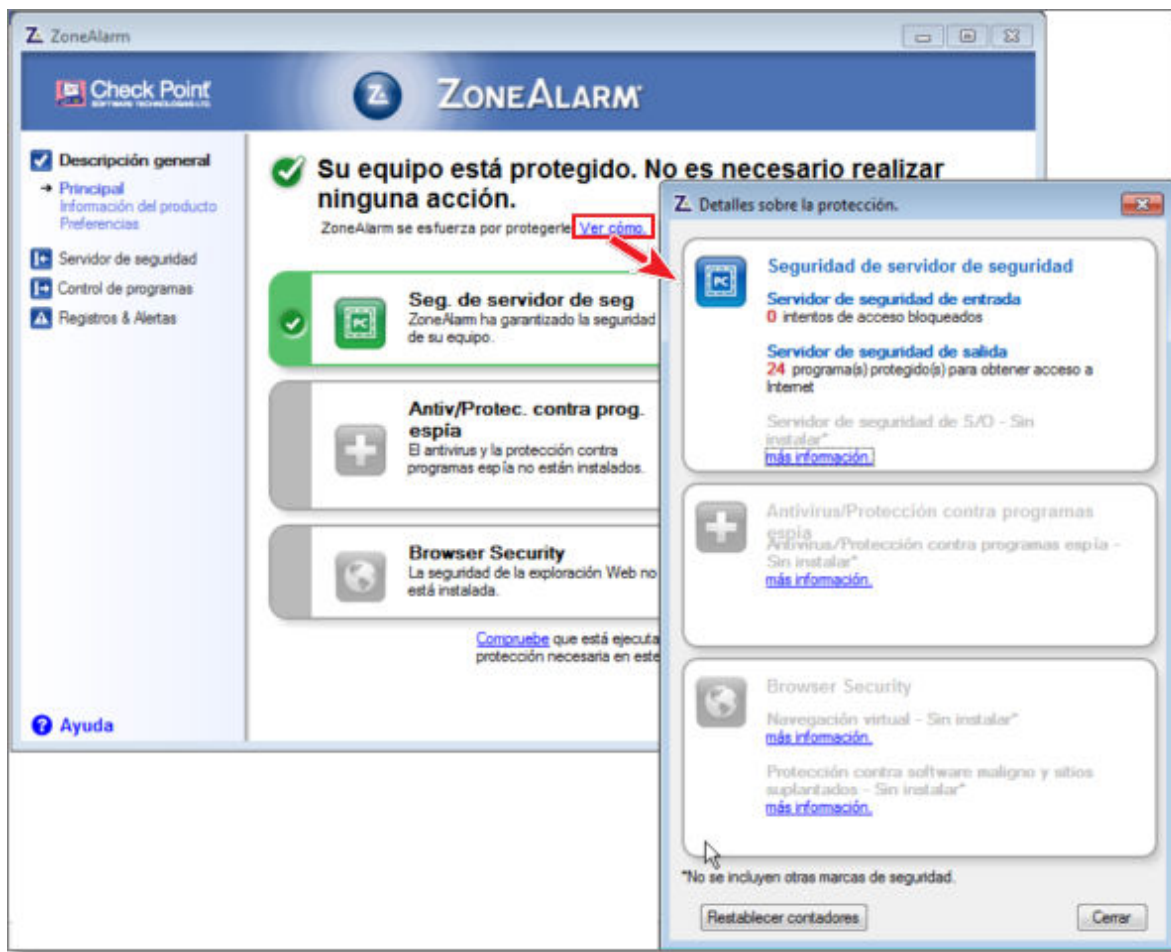 ZoneAlarm
Check Point
SOFTWARE TECHNOLOGIES LTD.
ZONEALARM
Descripción general
Principal
Información del producto
Preferencias
Servidor de seguridad
Control de programas
Registros & Alertas
Ayuda
Su equipo está protegido. No es necesario realizar
ninguna acción.
ZoneAlarm se esfuerza por protegerle Ver cómo.
Seg. de servidor de seg
ZoneAlarm ha garantizado la seguridad
de su equipo.
Antiv/Protec. contra prog.
espía
El antivirus y la protección contra
programas espía no están instalados.
Browser Security
La seguridad de la exploración Web no
está instalada.
Compruebe que está ejecuta
protección necesaria en este
Detalles sobre la protección.
Seguridad de servidor de seguridad
Servidor de seguridad de entrada
0 intentos de acceso bloqueados
Servidor de seguridad de salida
24 programa(s) protegido(s) para obtener acceso a
Internet
Servidor de seguridad de S/O - Sin
instalar*
más información.
Antivirus/Protección contra programas
espía
Antivirus/Protección contra programas espía -
Sin instalar*
más información.
Browser Security
Navegación virtual - Sin instalar*
más información.
Protección contra software maligno y sitios
suplantados - Sin instalar*
más información.
*No se incluyen otras marcas de seguridad.
Restablecer contadores
Cerrar